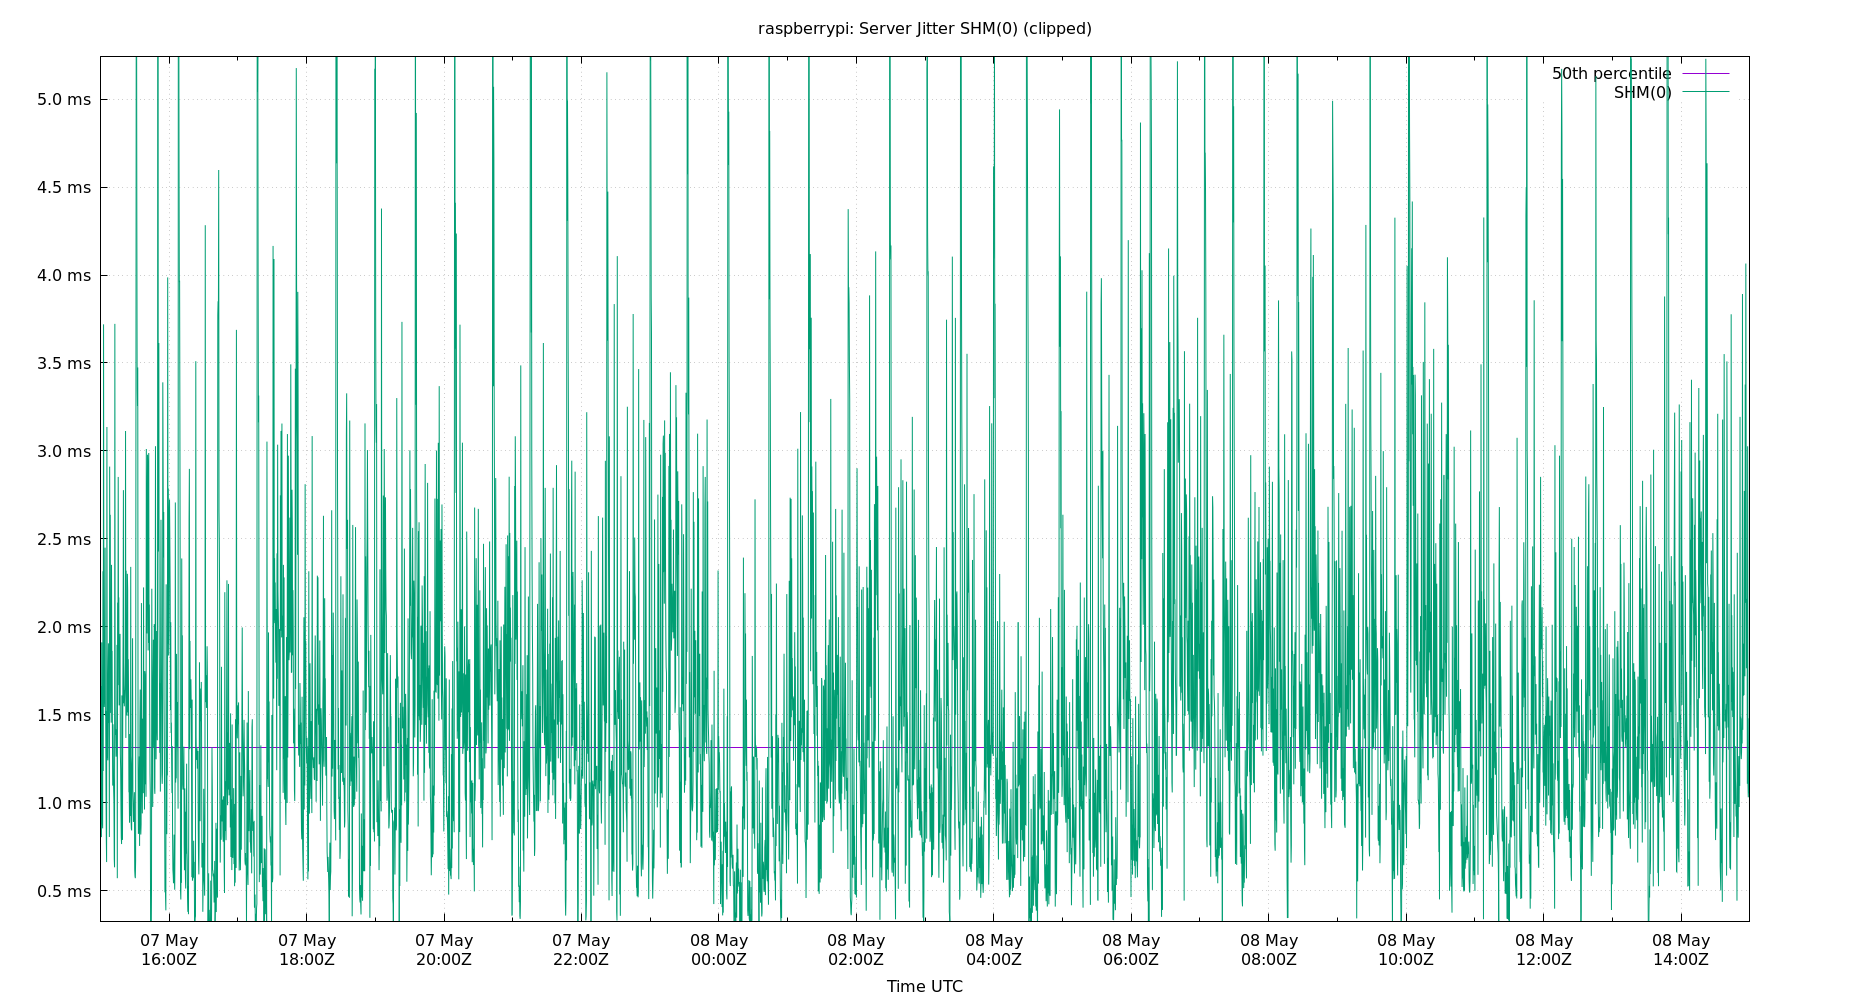 raspberrypi: Server Jitter SHM(0) (clipped)
50th percentile
SHM(0)
5.0 ms
4.5 ms
4.0 ms
3.5 ms
3.0 ms
2.5 ms
2.0 ms
1.5 ms
1.0 ms
0.5 ms
07 May 07 May 07 May 07 May 08 May 08 May 08 May 08 May 08 May 08 May 08 May 08 May
16:00Z 18:00Z 20:00Z 22:00Z 00:00Z 02:00Z 04:00Z 06:00Z 08:00Z 10:00Z 12:00Z 14:00Z
Time UTC